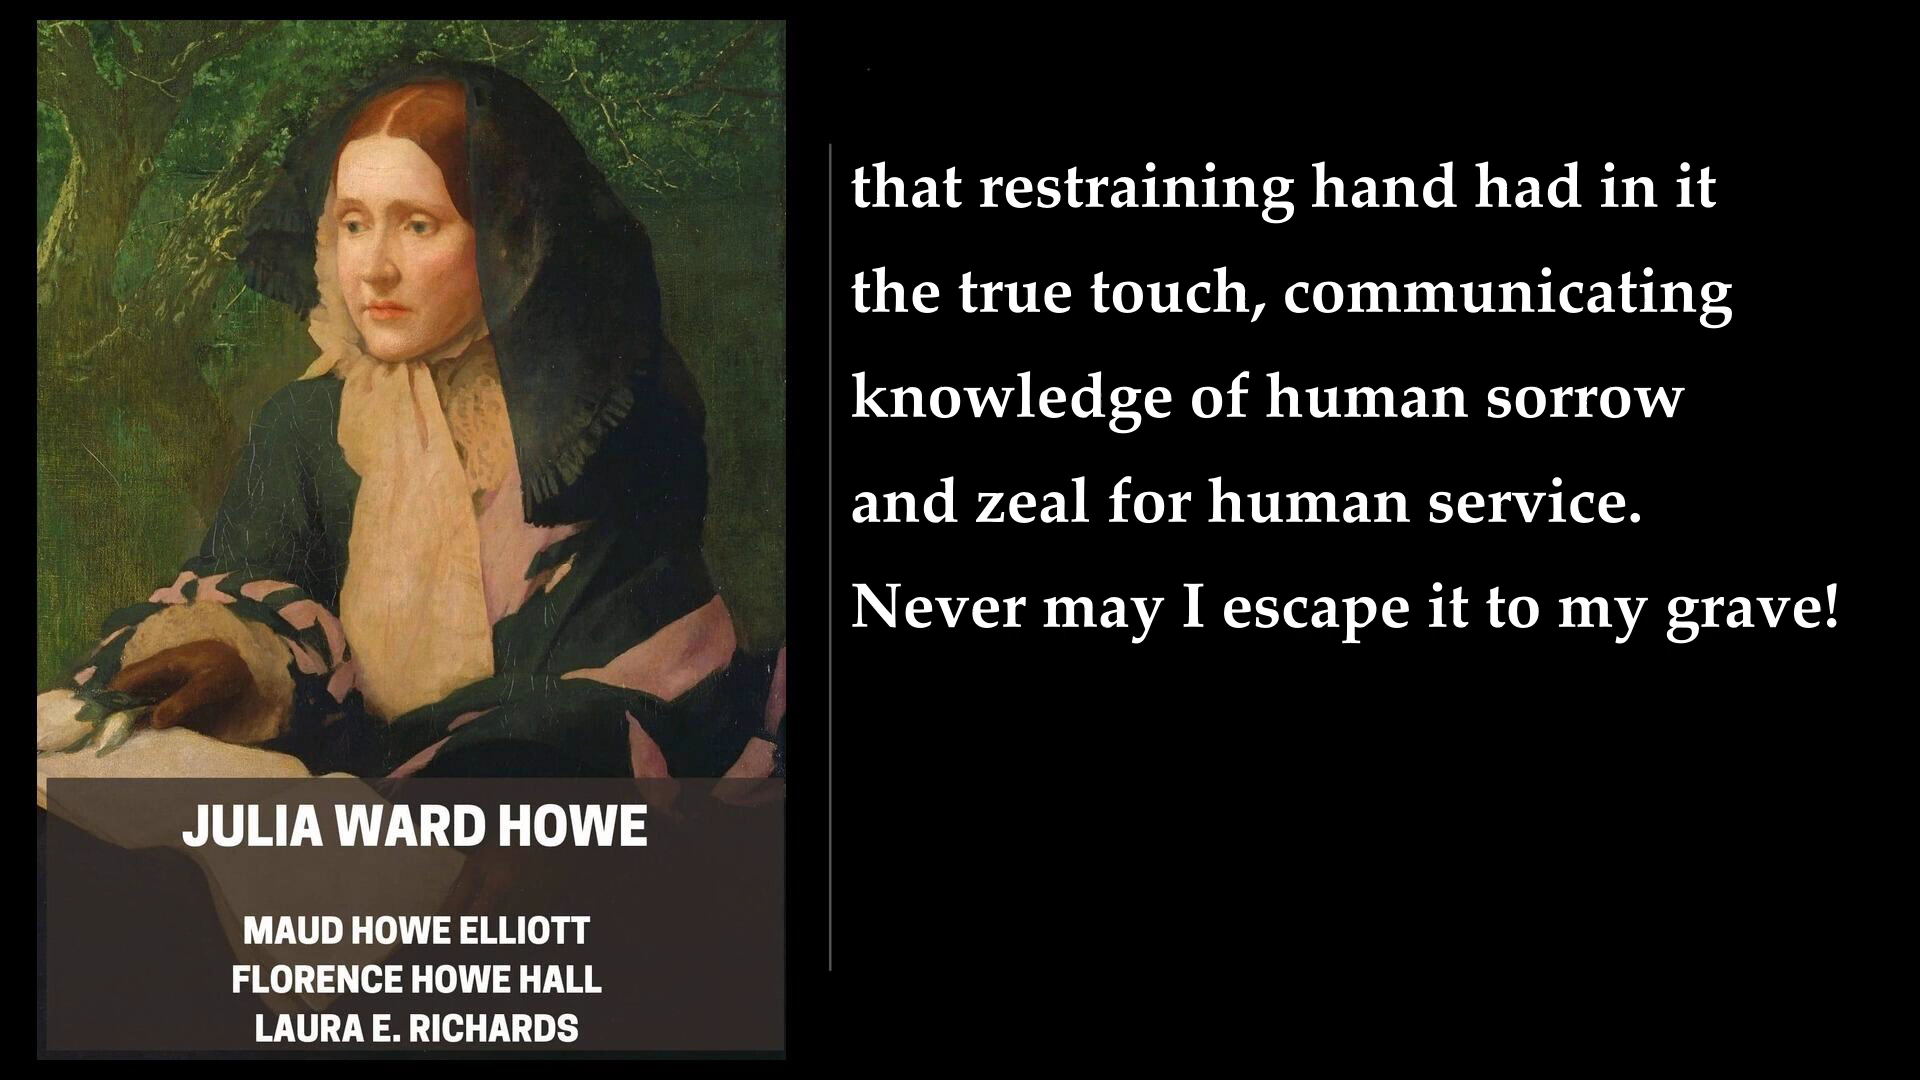 JULIA WARD HOWE
MAUD HOWE ELLIOTT
FLORENCE HOWE HALL
LAURA E. RICHARDS
that restraining hand had in it
the true touch, communicating
knowledge of human sorrow
and zeal for human service.
Never may I escape it to my grave!